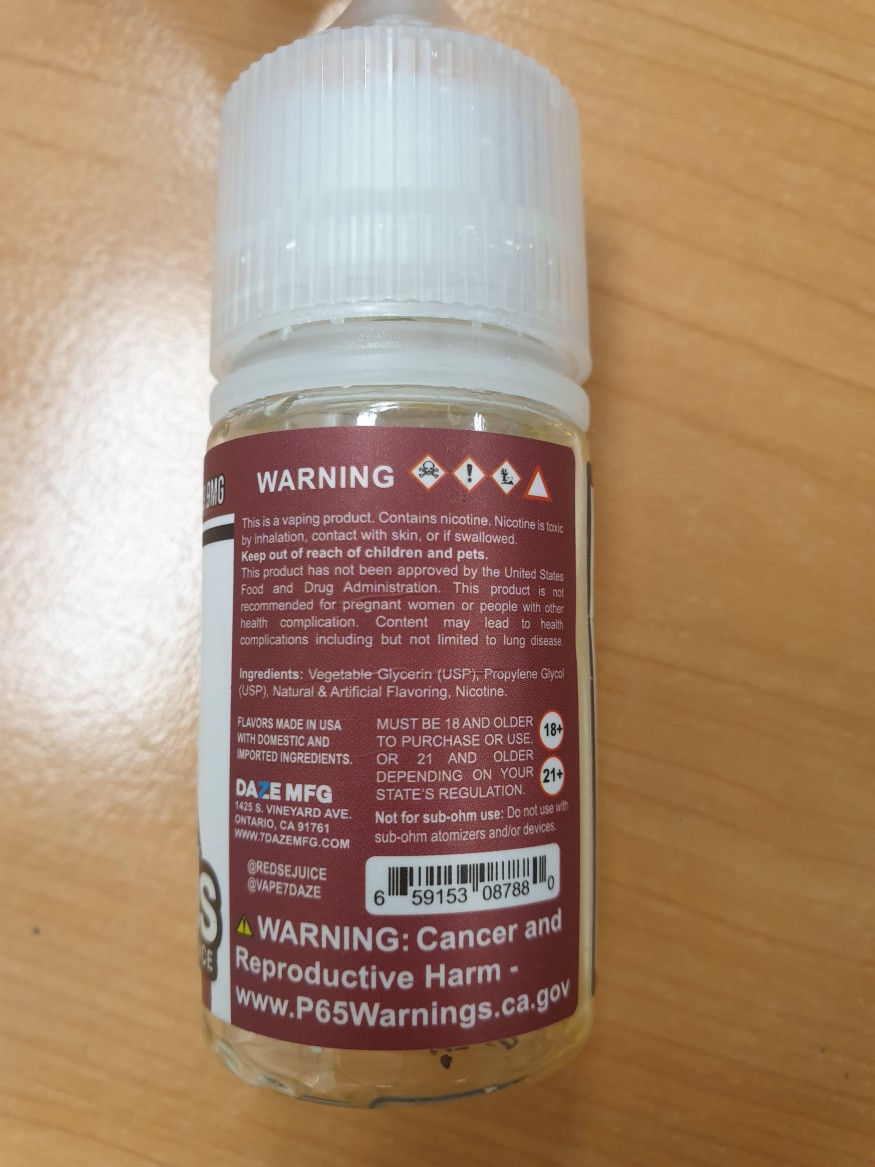 WARNING
This is a vaping product. Contains nicotine. Nicotine is toxic
by inhalation, contact with skin, or if swallowed.
Keep out of reach of children and pets.
This product has not been approved by the United States
Food and Drug Administration. This product is not
recommended for pregnant women or people with other
health complication. Content may lead to health
complications including but not limited to lung disease.
Ingredients: Vegetable Glycerin (USP), Propylene Glycol
(USP), Natural & Artificial Flavoring, Nicotine.
FLAVORS MADE IN USA
WITH DOMESTIC AND
IMPORTED INGREDIENTS.
DAZE MFG
1425 S. VINEYARD AVE.
ONTARIO, CA 91761
WWW.7DAZEMFG.COM
@REDSEJUICE
@VAPE7DAZE
MUST BE 18 AND OLDER
TO PURCHASE OR USE,
OR 21 AND OLDER
DEPENDING ON YOUR
STATE'S REGULATION.
18+
21+
Not for sub-ohm use: Do not use with
sub-ohm atomizers and/or devices.
6 59153 08788 0
WARNING: Cancer and
Reproductive Harm -
www.P65Warnings.ca.gov